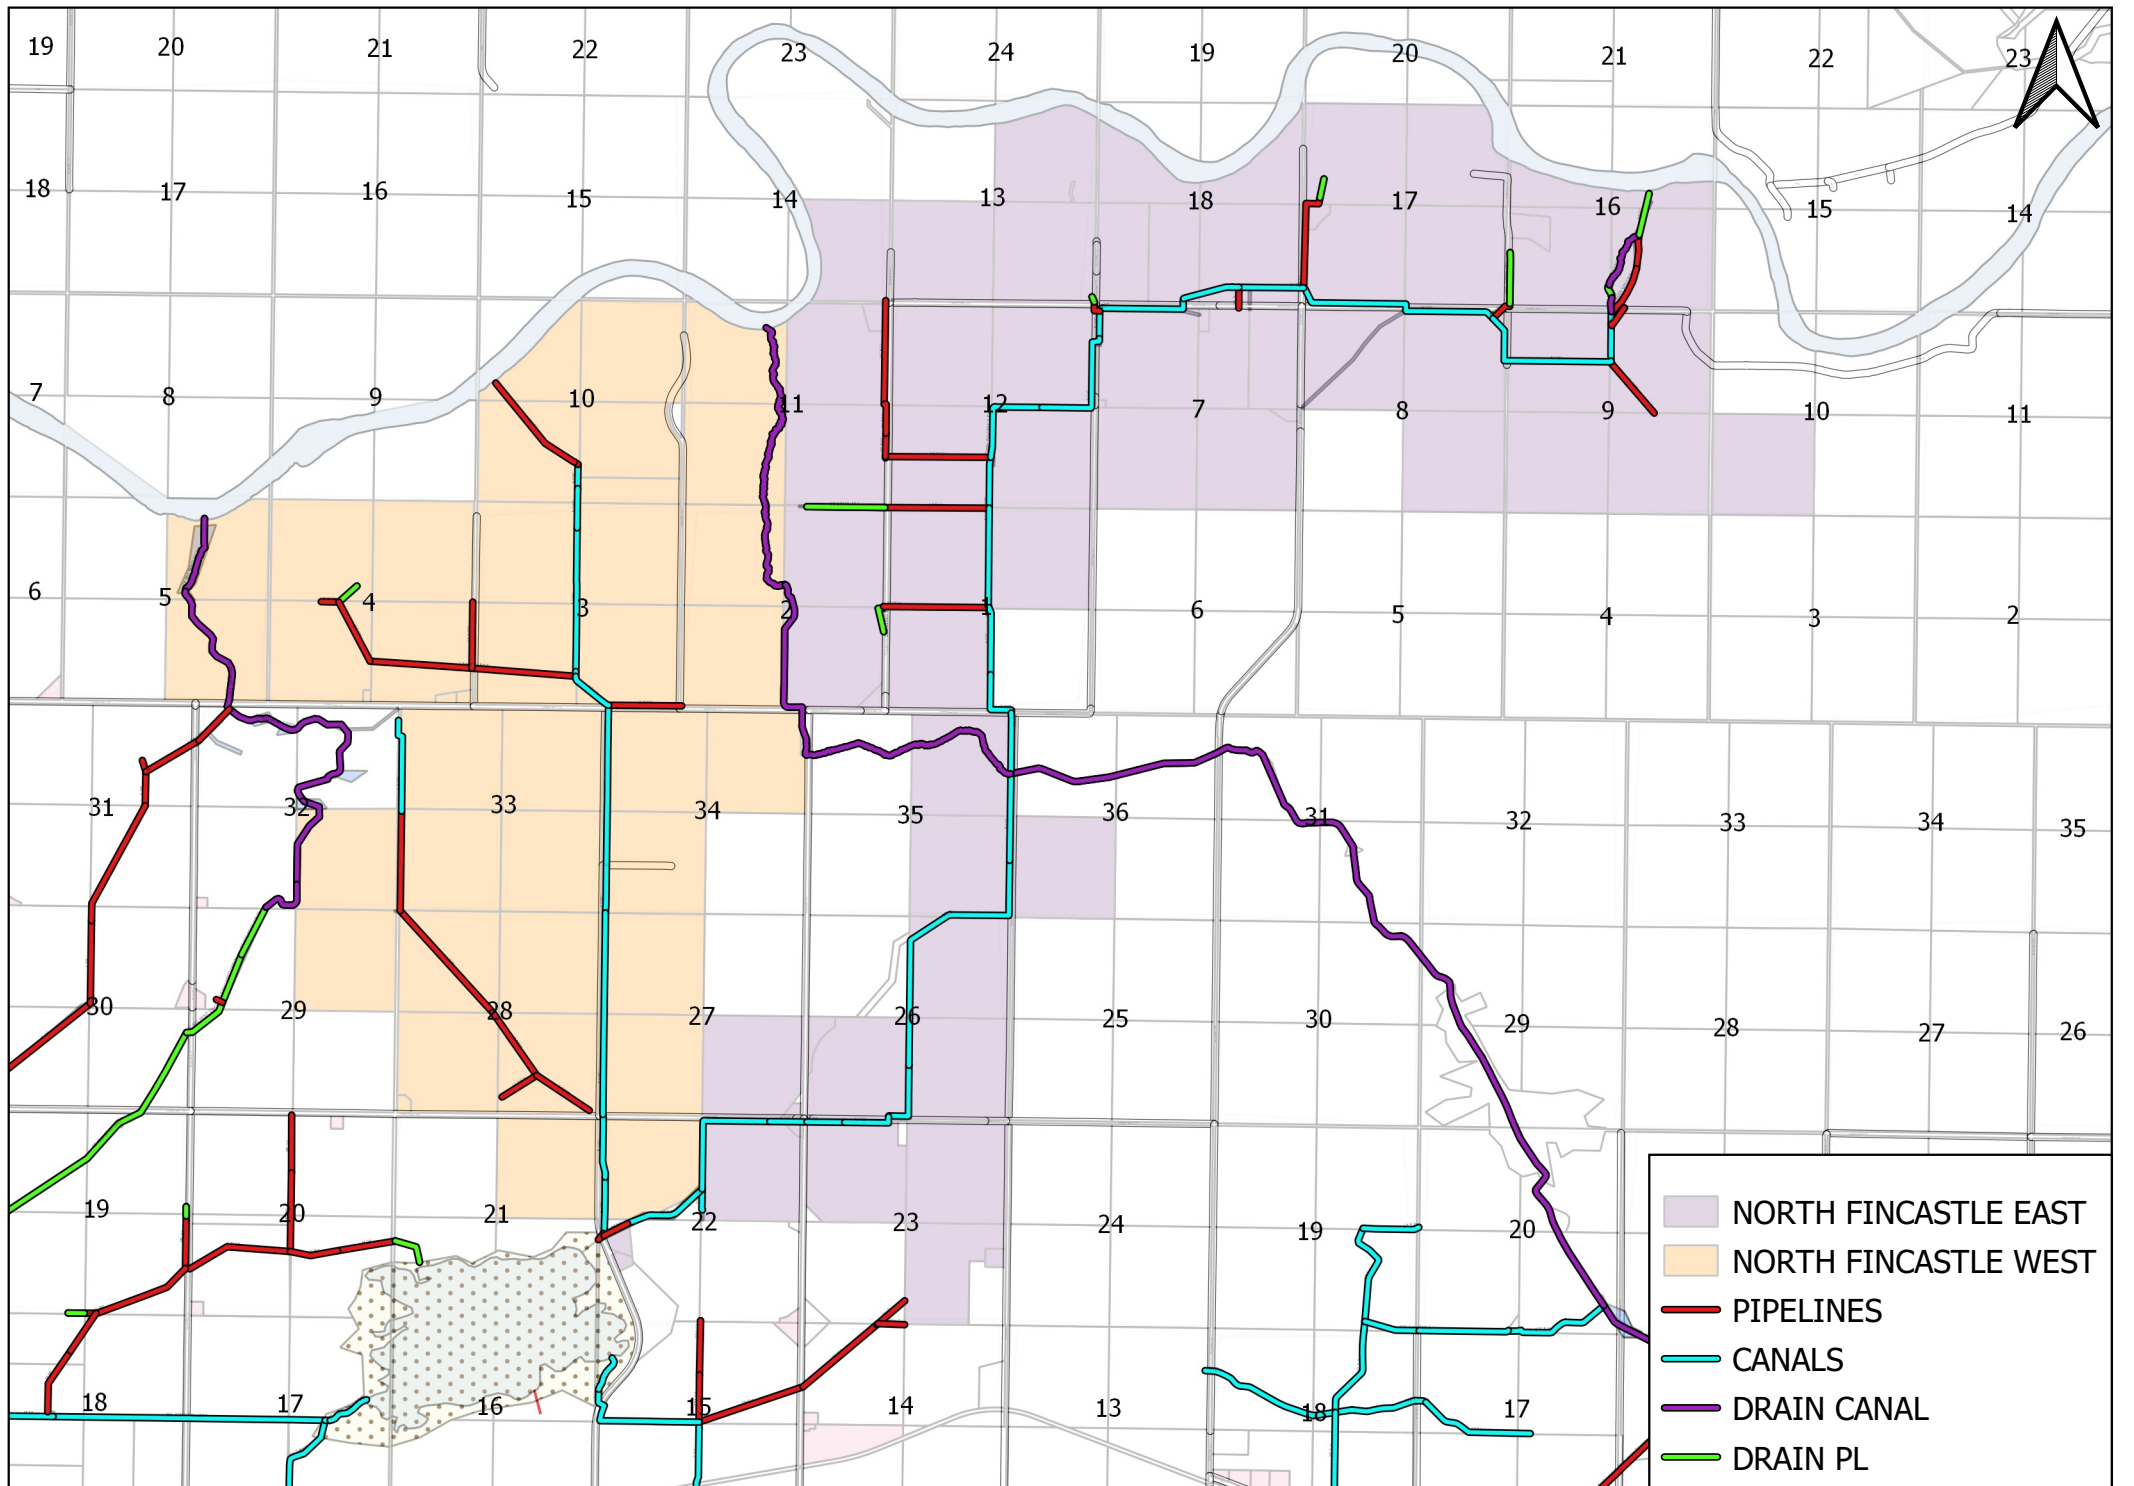 19 20 21 22 23 24 19 20 21 22 23
18 17 16 15 14 13 18 17 16 15 14
7 8 9 10 11 12 7 8 9 10 11
6 5 4 3 2 1 6 5 4 3 2
31 32 33 34 35 36 31 32 33 34 35
30 29 28 27 26 25 30 29 28 27 26
19 20 21 22 23 24 19 20
18 17 16 15 14 13 18 17
NORTH FINCASTLE EAST
NORTH FINCASTLE WEST
PIPELINES
CANALS
DRAIN CANAL
DRAIN PL